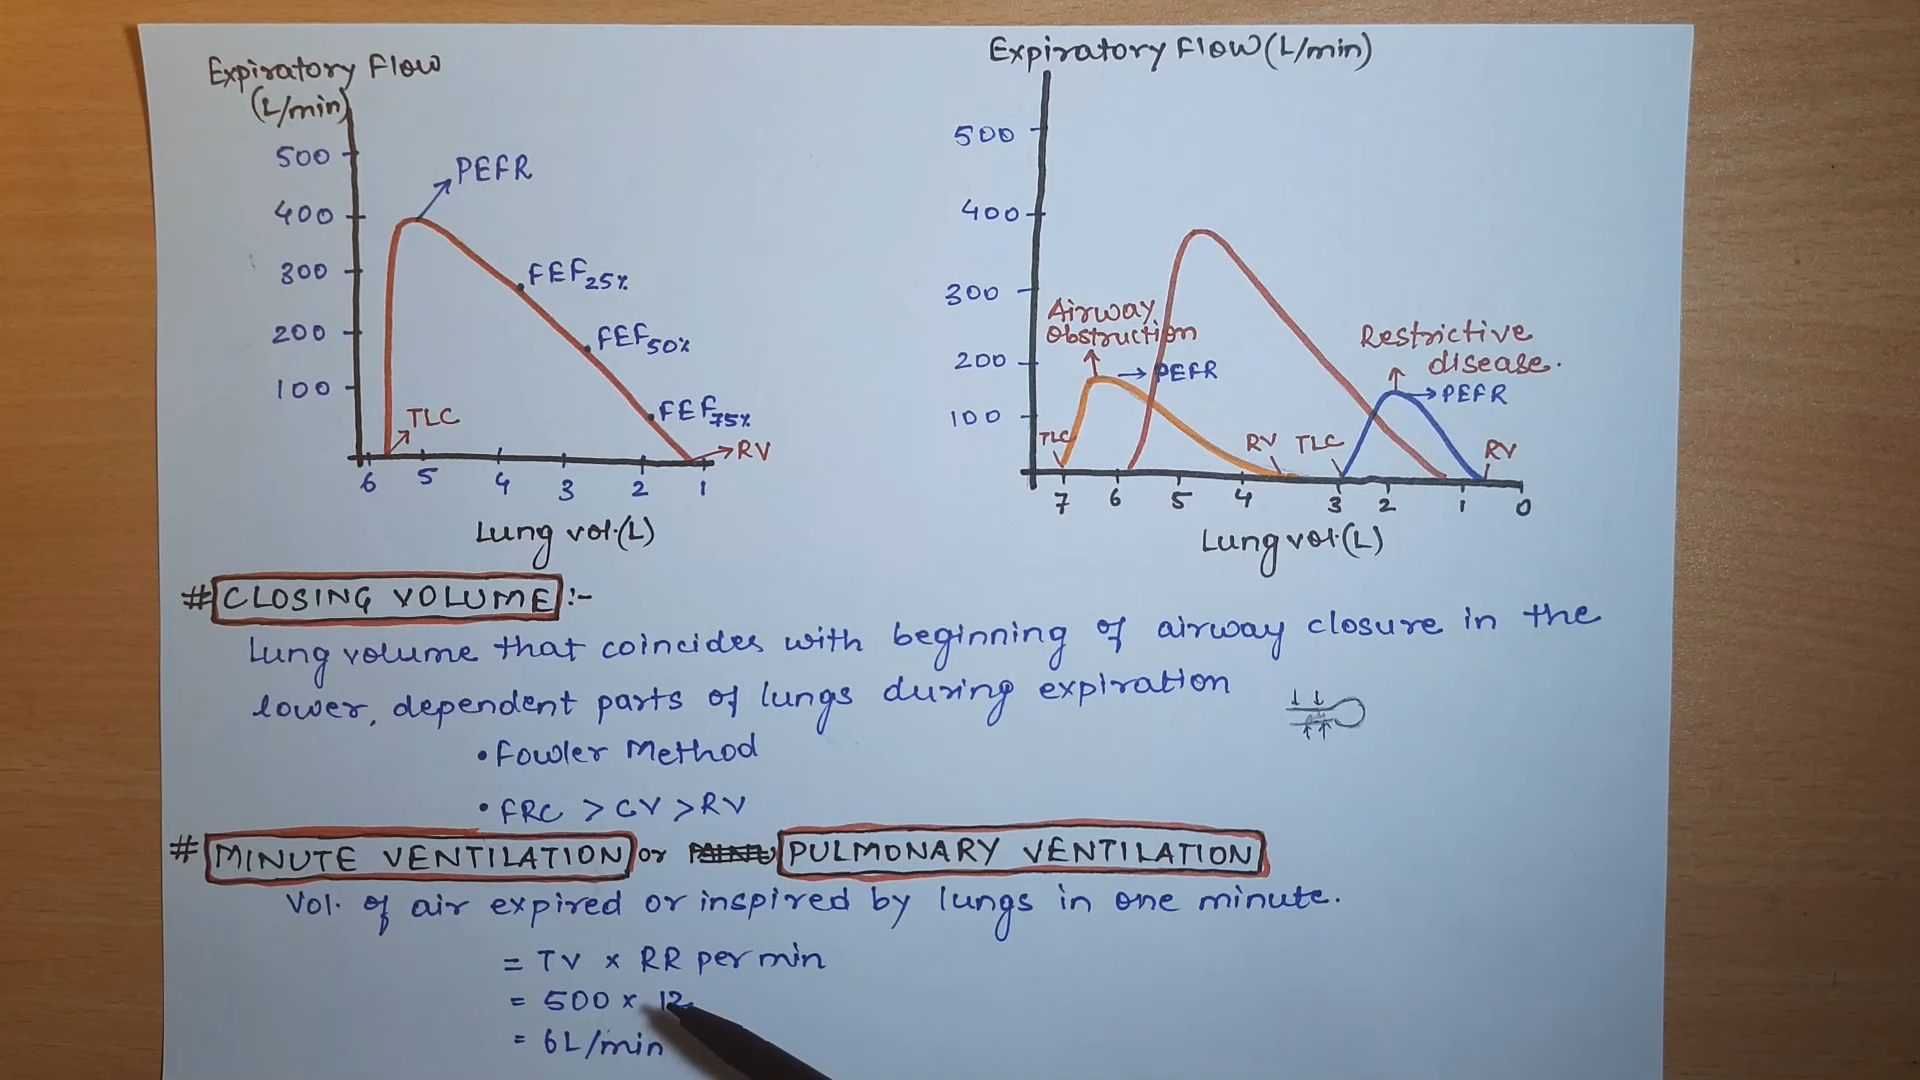 Expiratory Flow
(L/min)
500
400
300
200
100
PEFR
FEF25%
FEF50%
FEF75%
TLC
RV
6 5 4 3 2 1
Lung vol.(L)
Expiratory Flow (L/min)
500
400
300
200
100
Airway
Obstruction
PEFR
Restrictive
disease.
PEFR
TLC
RV
TLC
RV
7 6 5 4 3 2 1 0
Lung vol.(L)
# CLOSING VOLUME :-
Lung volume that coincides with beginning of airway closure in the
lower, dependent parts of lungs during expiration
• Fowler Method
• FRC > CV > RV
# MINUTE VENTILATION or PULMONARY VENTILATION
Vol. of air expired or inspired by lungs in one minute.
= TV × RR per min
= 500 × 12
= 6L/min